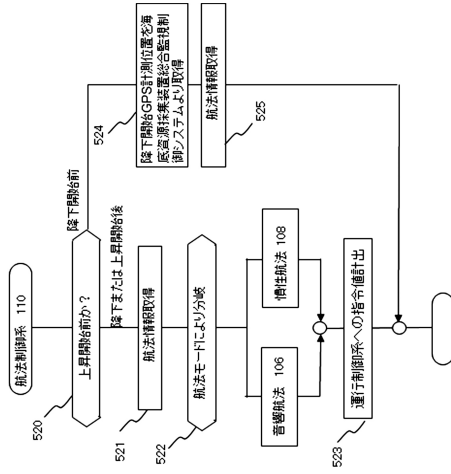 航法制御系 110
520
上昇開始前か？
降下開始前
降下または上昇開始後
524
降下開始GPS計測位置を海
底資源採集装置総合監視制
御システムより取得
航法情報取得
525
521
航法情報取得
522
航法モードにより分岐
音響航法 106
慣性航法 108
523
運行制御系への指令値計出